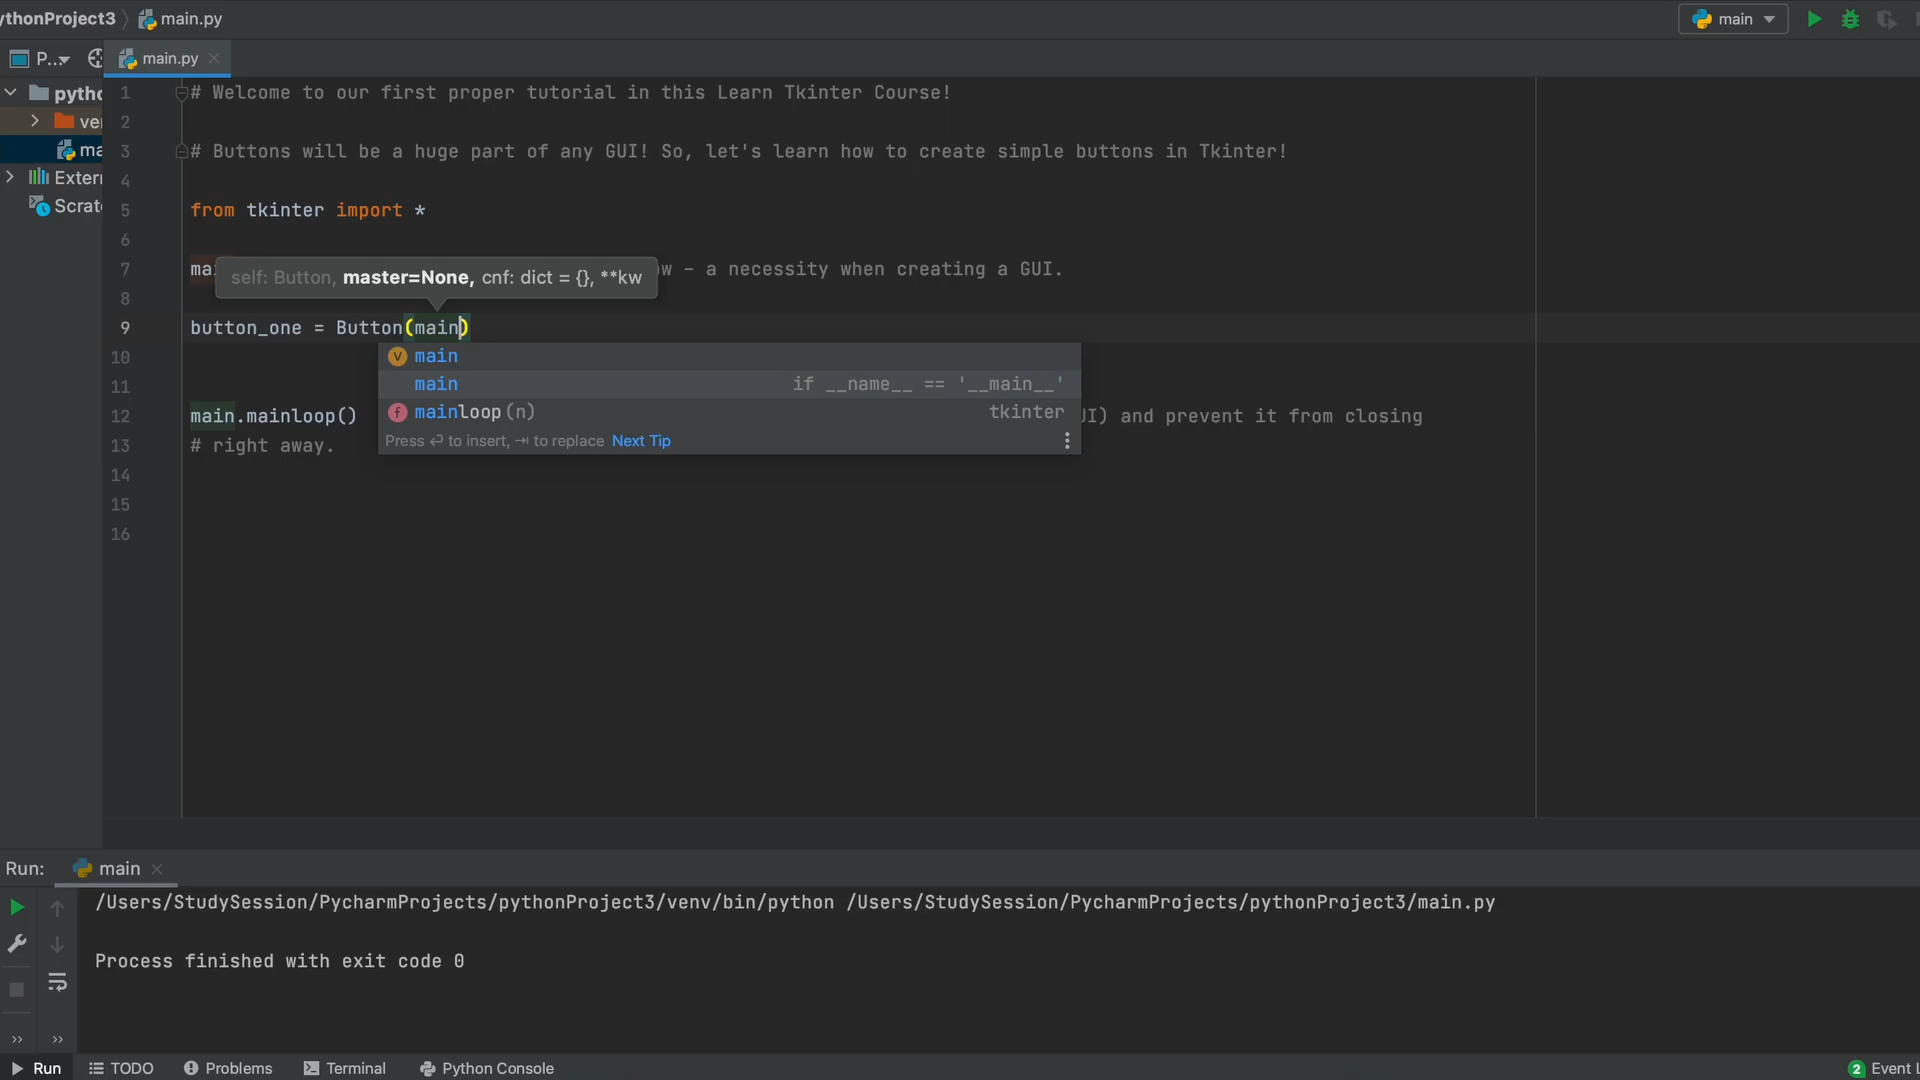 ythonProject3 main.py
main
P... main.py
pytho
ve
ma
Exterr
Scrat
1 # Welcome to our first proper tutorial in this Learn Tkinter Course!
2
3 # Buttons will be a huge part of any GUI! So, let's learn how to create simple buttons in Tkinter!
4
5 from tkinter import *
6
7 mai w - a necessity when creating a GUI.
self: Button, master=None, cnf: dict = {}, **kw
8
9 button_one = Button(main)
10
11
12 main.mainloop() UI) and prevent it from closing
13 # right away.
14
15
16
V main
main if __name__ == '__main__'
f mainloop(n) tkinter
Press ⏎ to insert, ⇥ to replace Next Tip
Run: main
/Users/StudySession/PycharmProjects/pythonProject3/venv/bin/python /Users/StudySession/PycharmProjects/pythonProject3/main.py
Process finished with exit code 0
Run TODO Problems Terminal Python Console 2 Event L